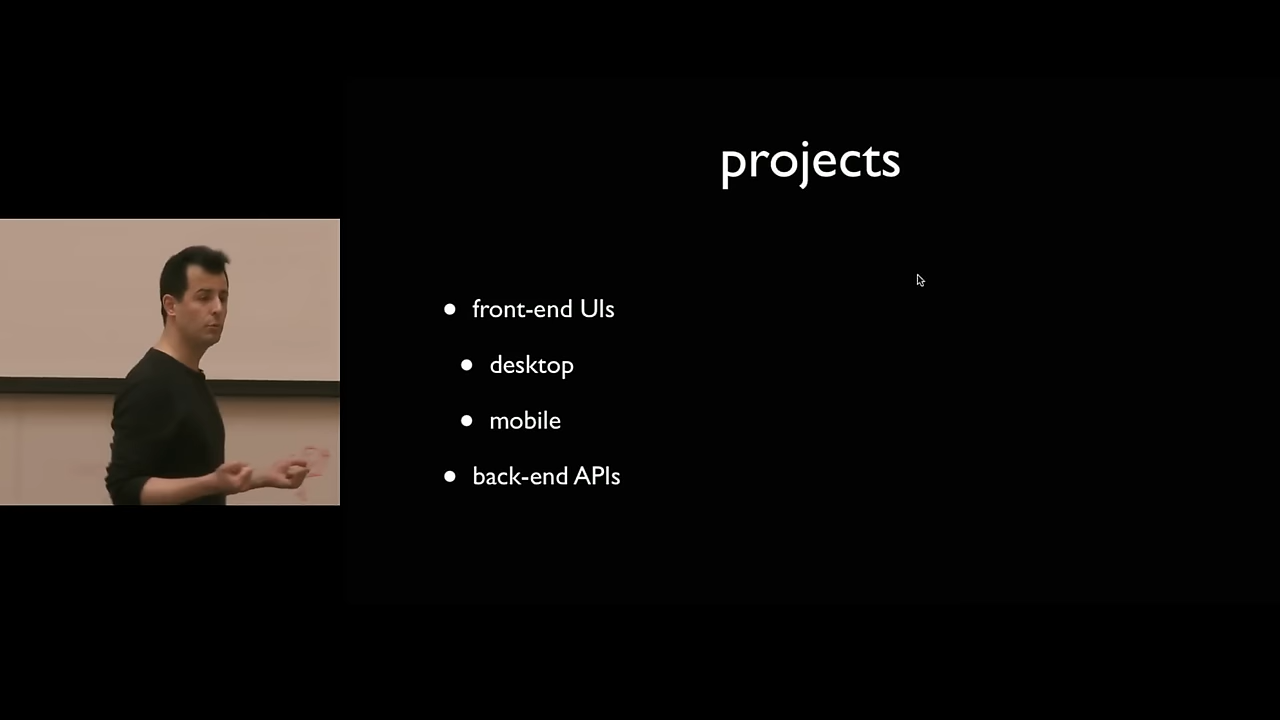 projects
front-end UIs
desktop
mobile
back-end APIs